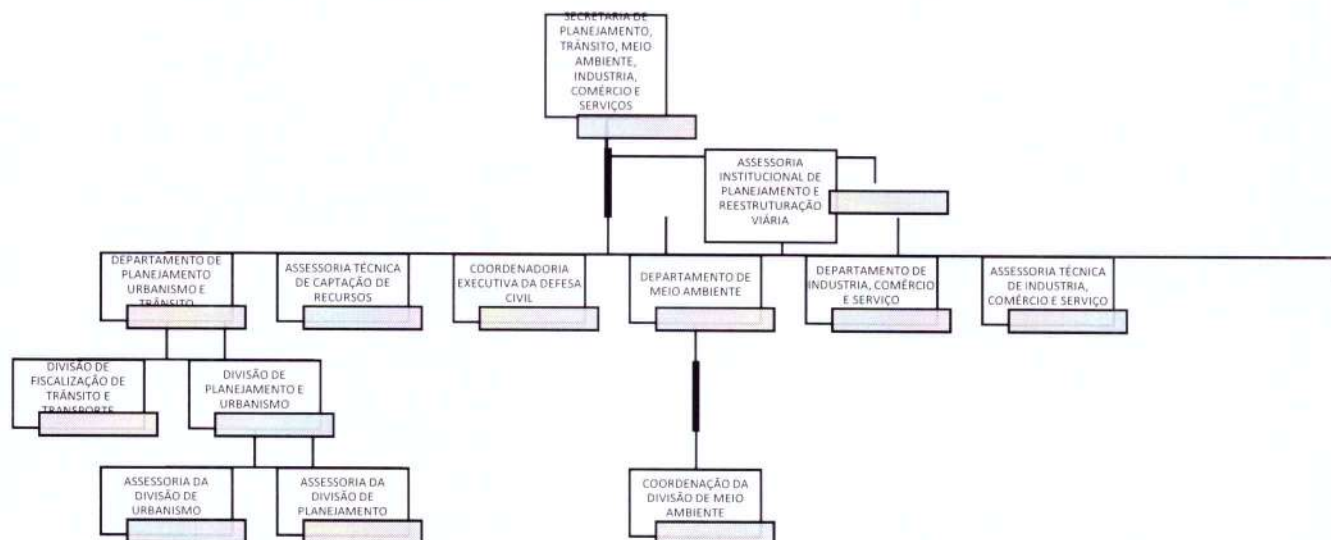 SECRETARIA DE
PLANEJAMENTO,
TRÂNSITO, MEIO
AMBIENTE,
INDUSTRIA,
COMÉRCIO E
SERVIÇOS
ASSESSORIA
INSTITUCIONAL DE
PLANEJAMENTO E
REESTRUTURAÇÃO
VIÁRIA
DEPARTAMENTO DE
PLANEJAMENTO
URBANISMO E
TRÂNSITO
ASSESSORIA TÉCNICA
DE CAPTAÇÃO DE
RECURSOS
COORDENADORIA
EXECUTIVA DA DEFESA
CIVIL
DEPARTAMENTO DE
MEIO AMBIENTE
DEPARTAMENTO DE
INDUSTRIA, COMÉRCIO
E SERVIÇO
ASSESSORIA TÉCNICA
DE INDUSTRIA,
COMÉRCIO E SERVIÇO
DIVISÃO DE
FISCALIZAÇÃO DE
TRÂNSITO E
TRANSPORTE
DIVISÃO DE
PLANEJAMENTO E
URBANISMO
ASSESSORIA DA
DIVISÃO DE
URBANISMO
ASSESSORIA DA
DIVISÃO DE
PLANEJAMENTO
COORDENAÇÃO DA
DIVISÃO DE MEIO
AMBIENTE